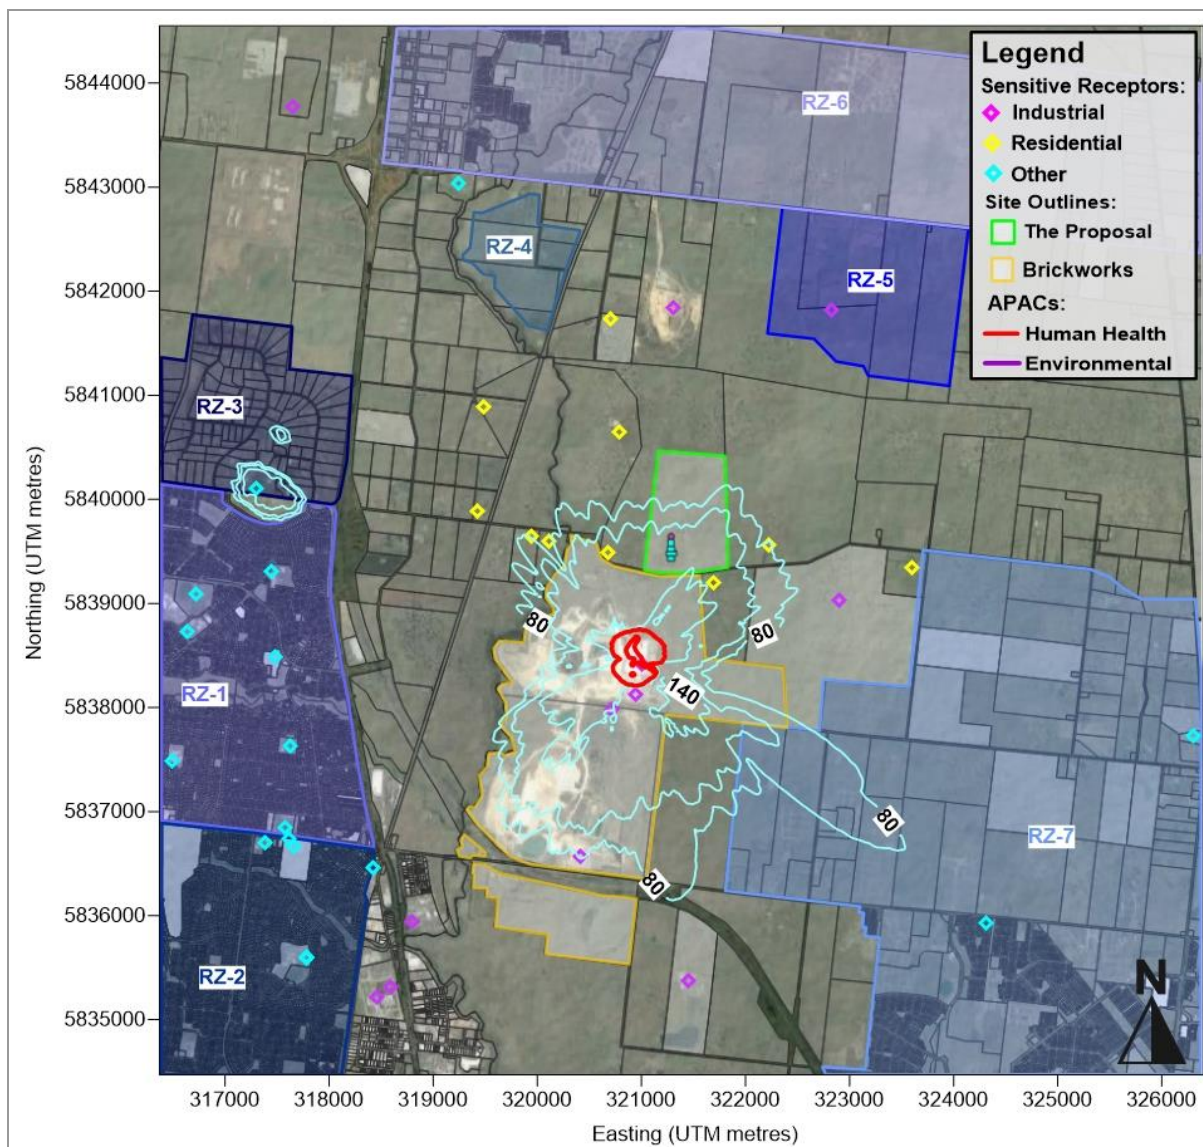 Legend
Sensitive Receptors:
Industrial
Residential
Other
Site Outlines:
The Proposal
Brickworks
APACs:
Human Health
Environmental
5844000
5843000
5842000
5841000
5840000
5839000
5838000
5837000
5836000
5835000
Northing (UTM metres)
RZ-6
RZ-4
RZ-5
RZ-3
RZ-1
RZ-7
RZ-2
80
80
140
80
80
N
317000 318000 319000 320000 321000 322000 323000 324000 325000 326000
Easting (UTM metres)